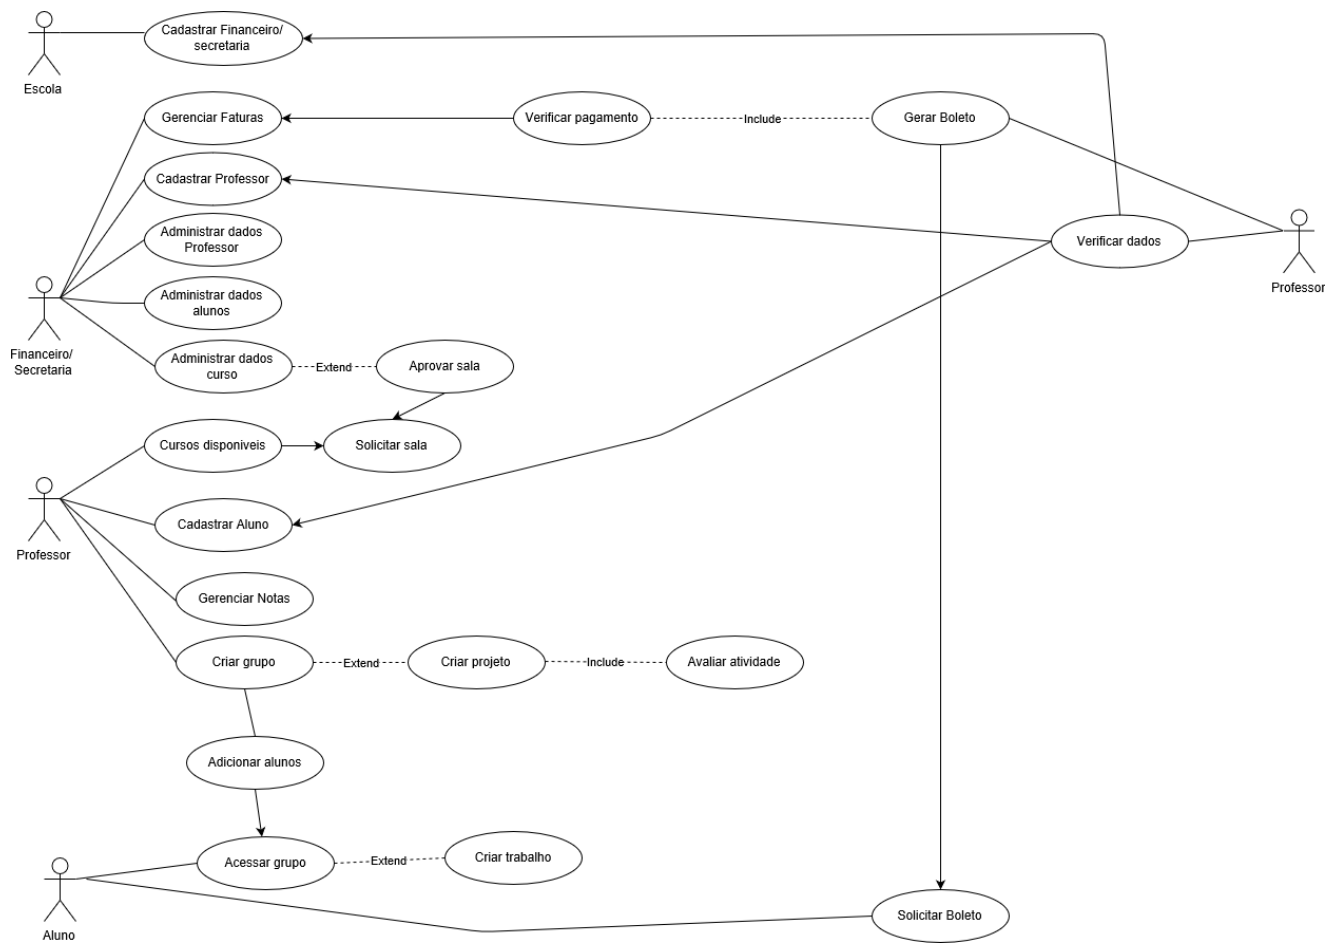 Cadastrar Financeiro/
secretaria
Escola
Gerenciar Faturas
Verificar pagamento
Include
Gerar Boleto
Cadastrar Professor
Administrar dados
Professor
Verificar dados
Professor
Administrar dados
alunos
Financeiro/
Secretaria
Administrar dados
curso
Extend
Aprovar sala
Cursos disponiveis
Solicitar sala
Cadastrar Aluno
Professor
Gerenciar Notas
Criar grupo
Extend
Criar projeto
Include
Avaliar atividade
Adicionar alunos
Acessar grupo
Extend
Criar trabalho
Solicitar Boleto
Aluno